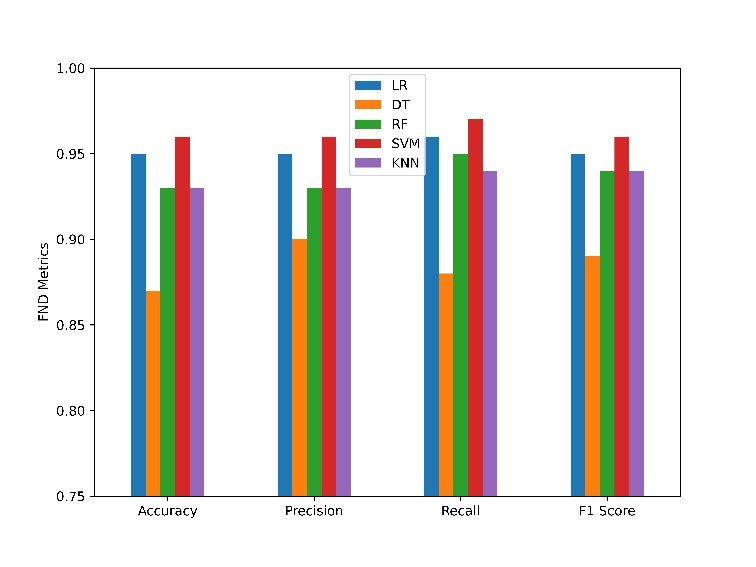 LR
DT
RF
SVM
KNN
1.00
0.95
0.90
0.85
0.80
0.75
FND Metrics
Accuracy
Precision
Recall
F1 Score